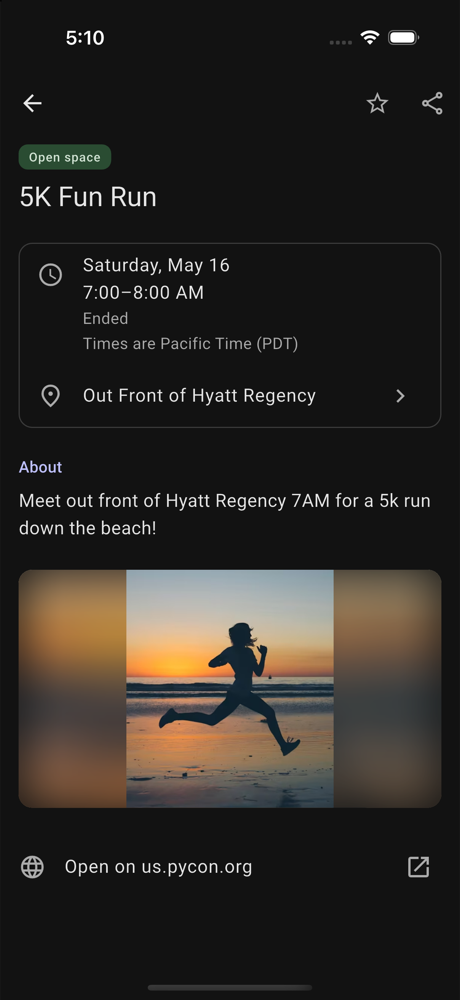 5:10
Open space
5K Fun Run
Saturday, May 16
7:00–8:00 AM
Ended
Times are Pacific Time (PDT)
Out Front of Hyatt Regency
About
Meet out front of Hyatt Regency 7AM for a 5k run
down the beach!
Open on us.pycon.org